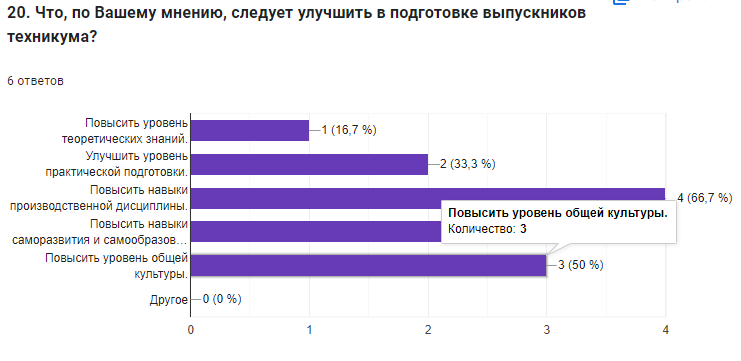 20. Что, по Вашему мнению, следует улучшить в подготовке выпускников
техникума?
6 ответов
Повысить уровень
теоретических знаний.
1 (16,7 %)
Улучшить уровень
практической подготовки.
2 (33,3 %)
Повысить навыки
производственной дисциплины.
4 (66,7 %)
Повысить навыки
саморазвития и самообразов…
Повысить уровень общей культуры.
Количество: 3
Повысить уровень общей
культуры.
3 (50 %)
Другое
0 (0 %)
0 1 2 3 4